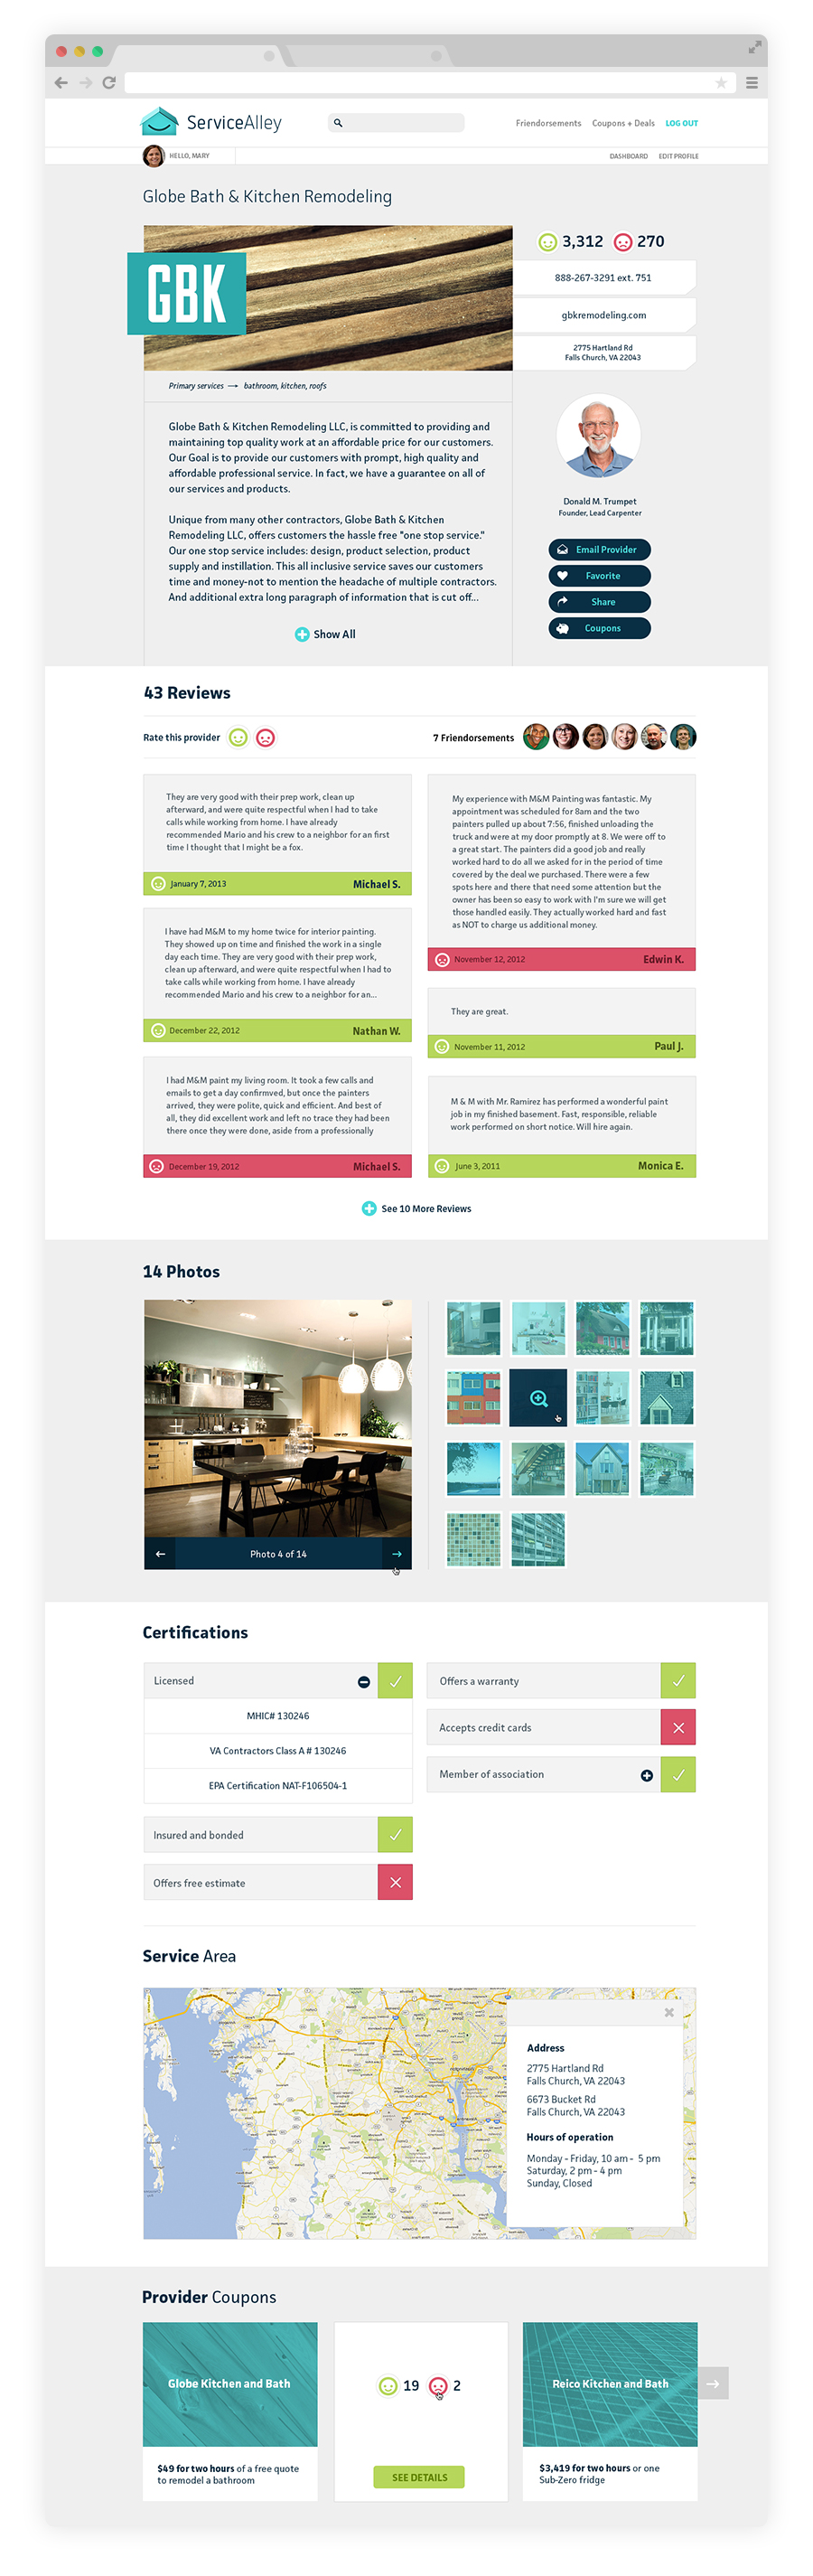 ServiceAlley
Friendorsements Coupons + Deals LOG OUT
HELLO, MARY
DASHBOARD EDIT PROFILE
Globe Bath & Kitchen Remodeling
GBK
3,312 270
888-267-3291 ext. 751
gbkremodeling.com
2775 Hartland Rd
Falls Church, VA 22043
Primary services → bathroom, kitchen, roofs
Globe Bath & Kitchen Remodeling LLC, is committed to providing and
maintaining top quality work at an affordable price for our customers.
Our Goal is to provide our customers with prompt, high quality and
affordable professional service. In fact, we have a guarantee on all of
our services and products.
Unique from many other contractors, Globe Bath & Kitchen
Remodeling LLC, offers customers the hassle free "one stop service."
Our one stop service includes: design, product selection, product
supply and instillation. This all inclusive service saves our customers
time and money-not to mention the headache of multiple contractors.
And additional extra long paragraph of information that is cut off...
Show All
Donald M. Trumpet
Founder, Lead Carpenter
Email Provider
Favorite
Share
Coupons
43 Reviews
Rate this provider
7 Friendorsements
They are very good with their prep work, clean up
afterward, and were quite respectful when I had to take
calls while working from home. I have already
recommended Mario and his crew to a neighbor for an first
time I thought that I might be a fox.
January 7, 2013 Michael S.
I have had M&M to my home twice for interior painting.
They showed up on time and finished the work in a single
day each time. They are very good with their prep work,
clean up afterward, and were quite respectful when I had to
take calls while working from home. I have already
recommended Mario and his crew to a neighbor for an...
December 22, 2012 Nathan W.
I had M&M paint my living room. It took a few calls and
emails to get a day confirmved, but once the painters
arrived, they were polite, quick and efficient. And best of
all, they did excellent work and left no trace they had been
there once they were done, aside from a professionally
December 19, 2012 Michael S.
My experience with M&M Painting was fantastic. My
appointment was scheduled for 8am and the two
painters pulled up about 7:56, finished unloading the
truck and were at my door promptly at 8. We were off to
a great start. The painters did a good job and really
worked hard to do all we asked for in the period of time
covered by the deal we purchased. There were a few
spots here and there that need some attention but the
owner has been so easy to work with I'm sure we will get
those handled easily. They actually worked hard and fast
as NOT to charge us additional money.
November 12, 2012 Edwin K.
They are great.
November 11, 2012 Paul J.
M & M with Mr. Ramirez has performed a wonderful paint
job in my finished basement. Fast, responsible, reliable
work performed on short notice. Will hire again.
June 3, 2011 Monica E.
See 10 More Reviews
14 Photos
Photo 4 of 14
Certifications
Licensed
MHIC# 130246
VA Contractors Class A # 130246
EPA Certification NAT-F106504-1
Insured and bonded
Offers free estimate
Offers a warranty
Accepts credit cards
Member of association
Service Area
Address
2775 Hartland Rd
Falls Church, VA 22043
6673 Bucket Rd
Falls Church, VA 22043
Hours of operation
Monday - Friday, 10 am - 5 pm
Saturday, 2 pm - 4 pm
Sunday, Closed
Provider Coupons
Globe Kitchen and Bath
$49 for two hours of a free quote
to remodel a bathroom
19 2
SEE DETAILS
Reico Kitchen and Bath
$3,419 for two hours or one
Sub-Zero fridge